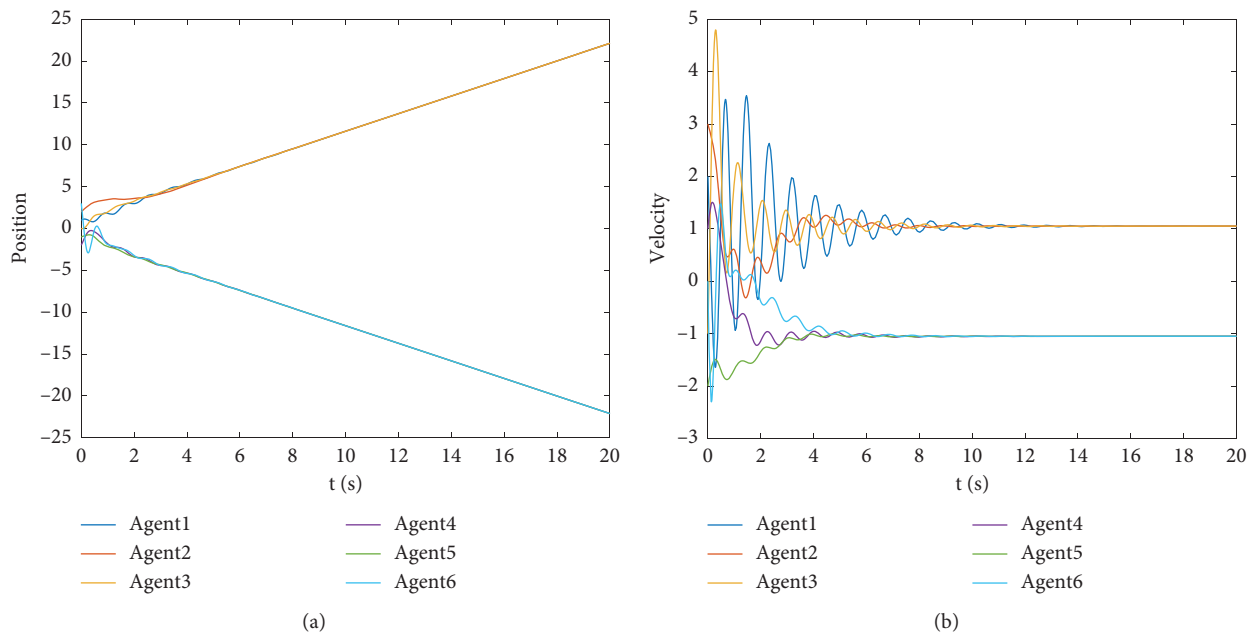 25
20
15
10
5
0
−5
−10
−15
−20
−25
Position
0 2 4 6 8 10 12 14 16 18 20
t (s)
Agent1 Agent4
Agent2 Agent5
Agent3 Agent6
(a)
5
4
3
2
1
0
−1
−2
−3
Velocity
0 2 4 6 8 10 12 14 16 18 20
t (s)
Agent1 Agent4
Agent2 Agent5
Agent3 Agent6
(b)